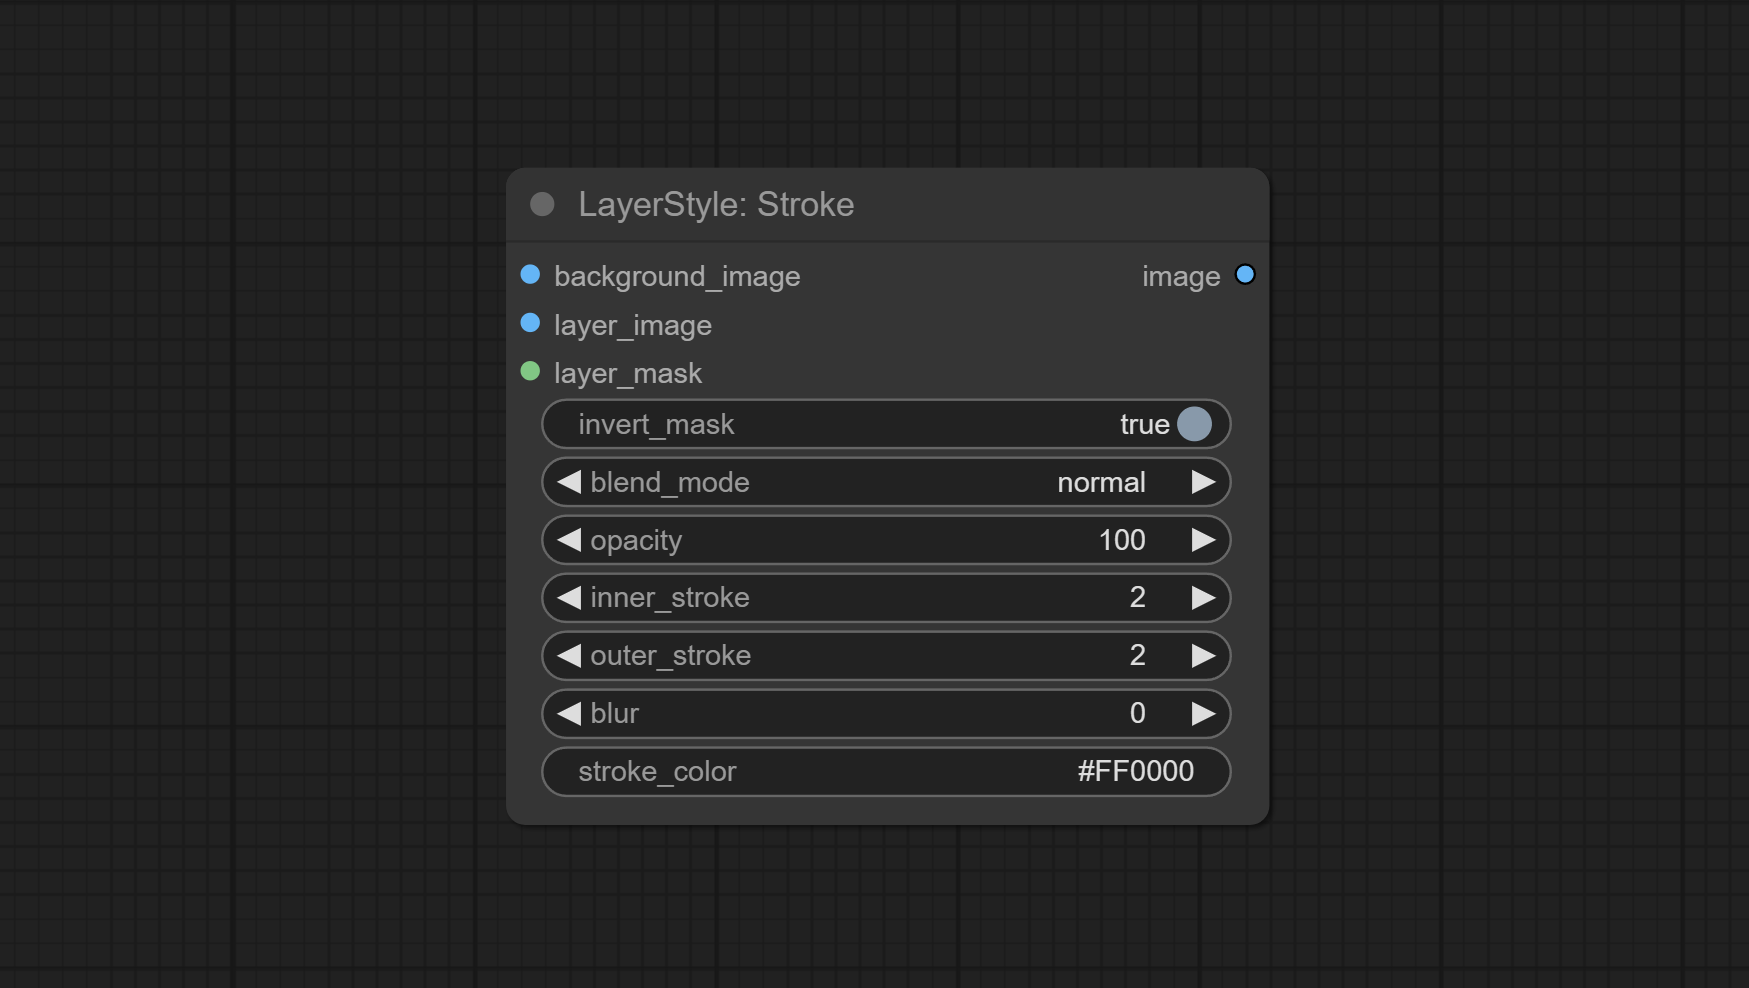 LayerStyle: Stroke
background_image image
layer_image
layer_mask
invert_mask true
blend_mode normal
opacity 100
inner_stroke 2
outer_stroke 2
blur 0
stroke_color #FF0000